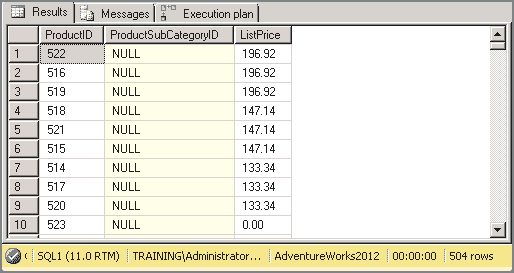 Results Messages Execution plan
ProductID ProductSubCategoryID ListPrice
1 522 NULL 196.92
2 516 NULL 196.92
3 519 NULL 196.92
4 518 NULL 147.14
5 521 NULL 147.14
6 515 NULL 147.14
7 514 NULL 133.34
8 517 NULL 133.34
9 520 NULL 133.34
10 523 NULL 0.00
SQL1 (11.0 RTM) TRAINING\Administrator... AdventureWorks2012 00:00:00 504 rows